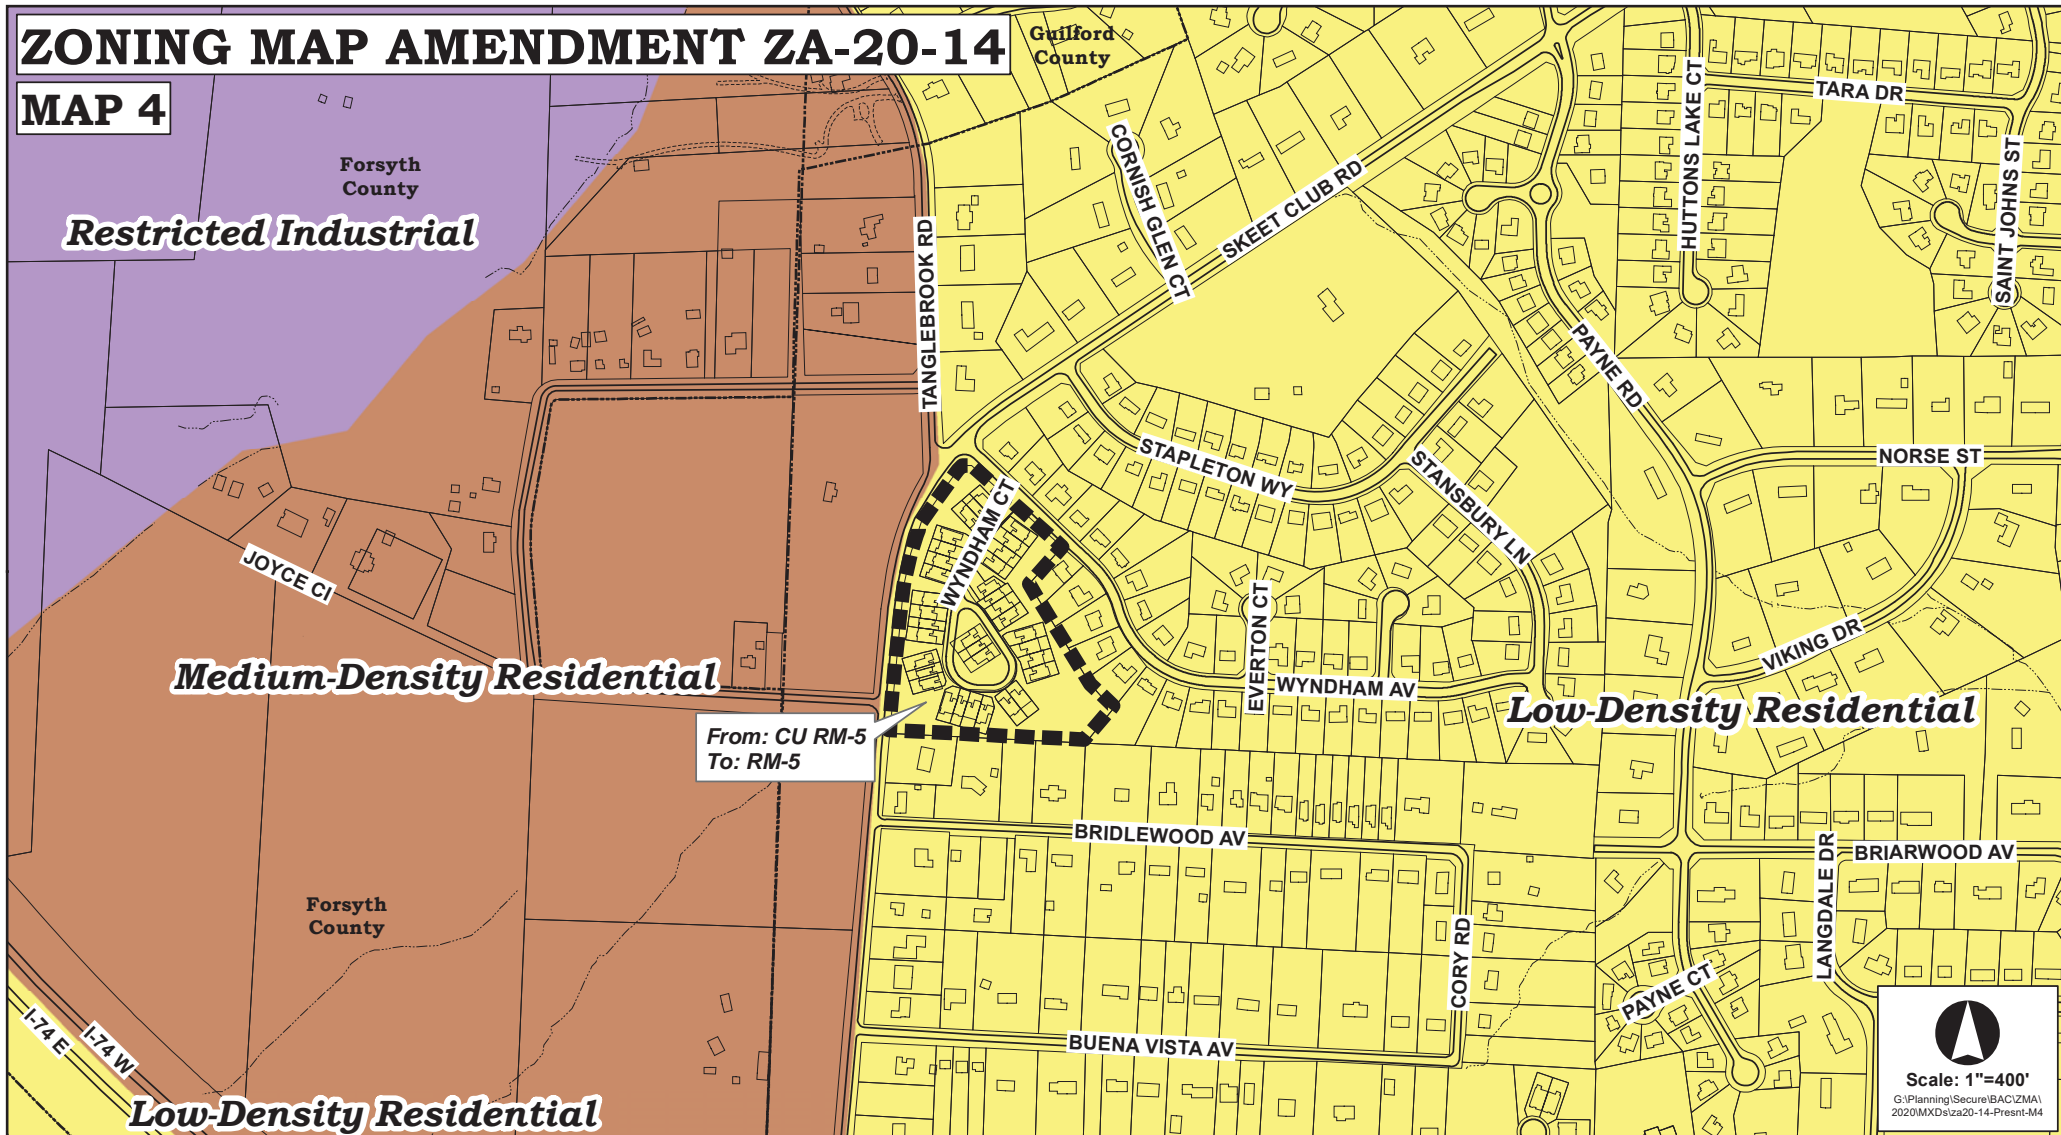 ZONING MAP AMENDMENT ZA-20-14
MAP 4
Guilford
County
Forsyth
County
Restricted Industrial
TANGLEBROOK RD
CORNISH GLEN CT
SKEET CLUB RD
HUTTONS LAKE CT
TARA DR
SAINT JOHNS ST
PAYNE RD
STAPLETON WY
STANSBURY LN
NORSE ST
WYNDHAM CT
JOYCE CI
EVERTON CT
VIKING DR
Medium-Density Residential
WYNDHAM AV
Low-Density Residential
From: CU RM-5
To: RM-5
BRIDLEWOOD AV
BRIARWOOD AV
LANGDALE DR
Forsyth
County
CORY RD
PAYNE CT
I-74 E
I-74 W
BUENA VISTA AV
Low-Density Residential
Scale: 1"=400'
G:\Planning\Secure\BAC\ZMA\
2020\MXDs\za20-14-Presnt-M4